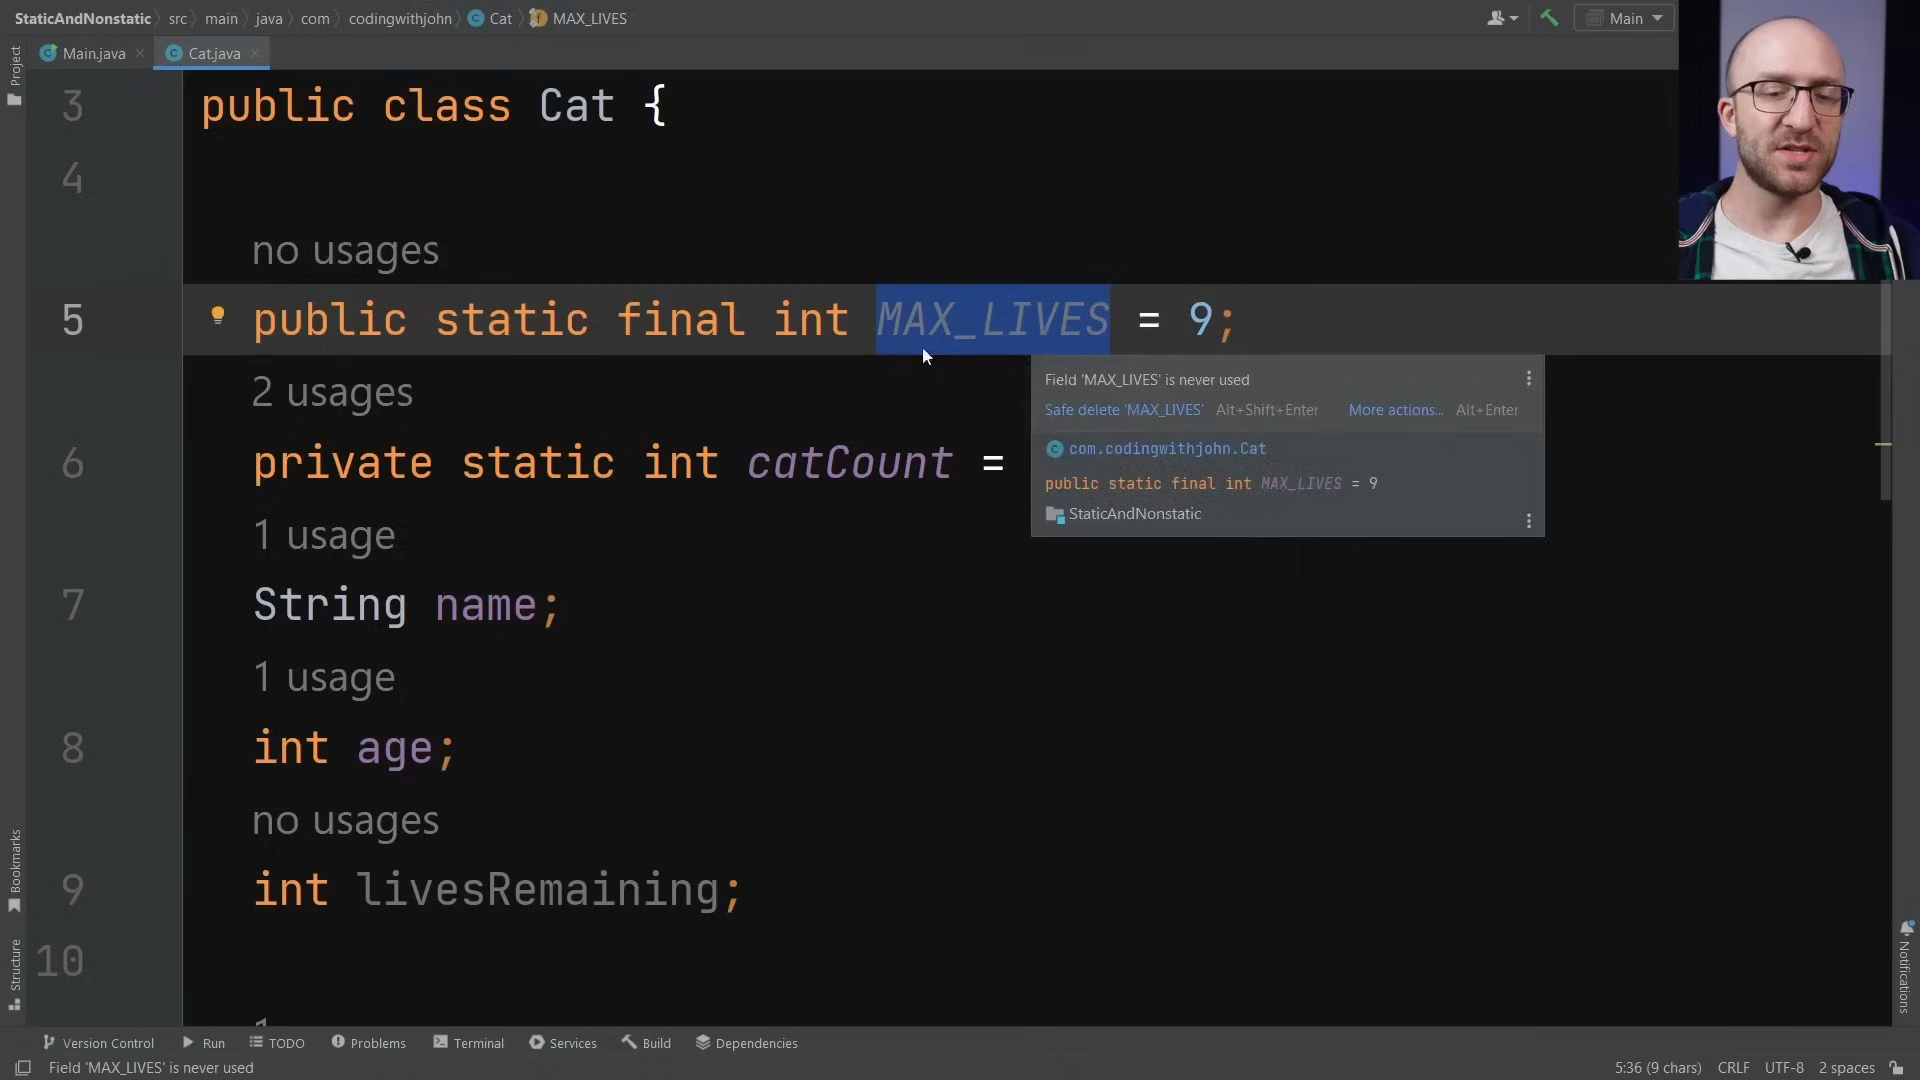 StaticAndNonstatic 〉 src 〉 main 〉 java 〉 com 〉 codingwithjohn 〉 Cat 〉 MAX_LIVES
Main
Main.java
Cat.java
Project
3 public class Cat {
4
no usages
5 public static final int MAX_LIVES = 9;
2 usages
6 private static int catCount =
1 usage
7 String name;
1 usage
8 int age;
no usages
9 int livesRemaining;
10
Field 'MAX_LIVES' is never used
Safe delete 'MAX_LIVES' Alt+Shift+Enter More actions... Alt+Enter
com.codingwithjohn.Cat
public static final int MAX_LIVES = 9
StaticAndNonstatic
Bookmarks
Structure
Notifications
Version Control Run TODO Problems Terminal Services Build Dependencies
Field 'MAX_LIVES' is never used
5:36 (9 chars) CRLF UTF-8 2 spaces